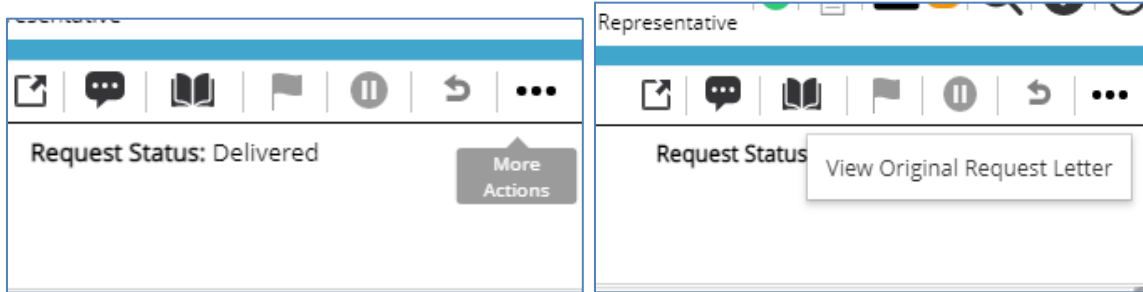 Request Status: Delivered
More
Actions
Representative
Request Status
View Original Request Letter